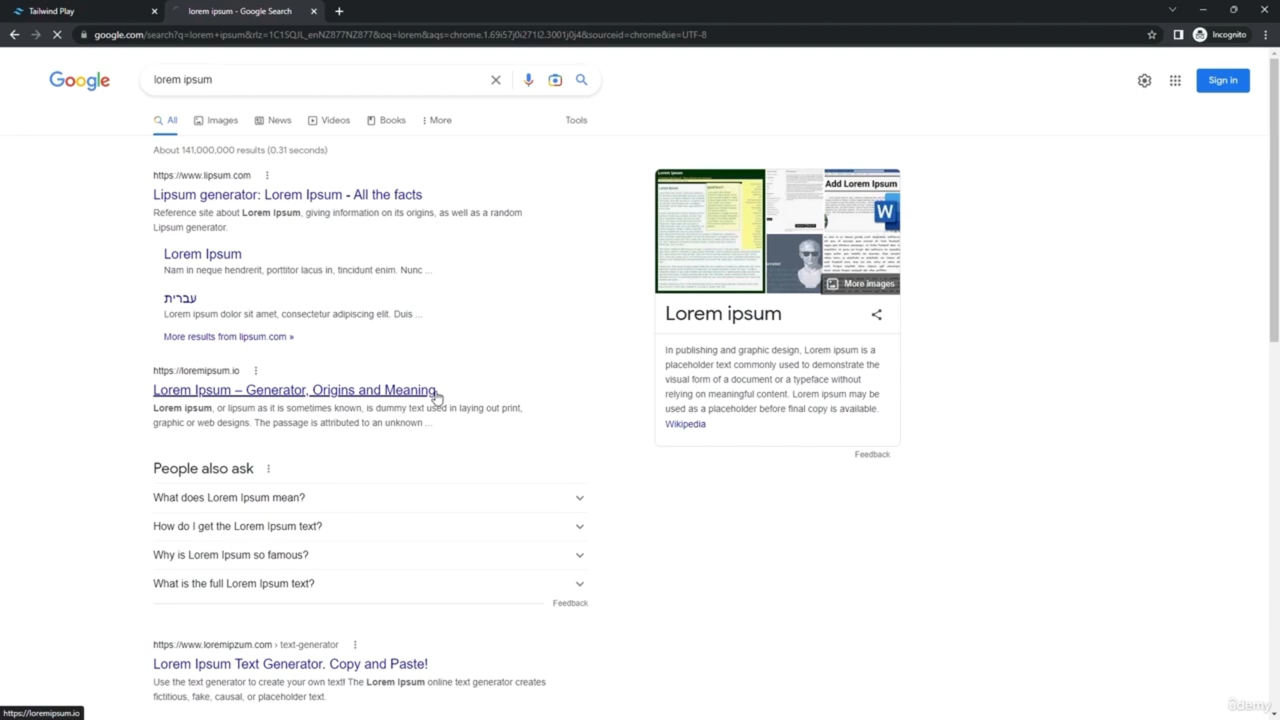 Tailwind Play
lorem ipsum - Google Search
google.com/search?q=lorem+ipsum&rlz=1C1SQJL_enNZ877NZ877&oq=lorem&aqs=chrome.1.69i57j0i271l2.3001j0j4&sourceid=chrome&ie=UTF-8
Incognito
Google
lorem ipsum
Sign in
All
Images
News
Videos
Books
More
Tools
About 141,000,000 results (0.31 seconds)
https://www.lipsum.com
Lipsum generator: Lorem Ipsum - All the facts
Reference site about Lorem Ipsum, giving information on its origins, as well as a random
Lipsum generator.
Lorem Ipsum
Nam in neque hendrerit, porttitor lacus in, tincidunt enim. Nunc ...
עברית
Lorem ipsum dolor sit amet, consectetur adipiscing elit. Duis ...
More results from lipsum.com »
https://loremipsum.io
Lorem Ipsum – Generator, Origins and Meaning
Lorem ipsum, or lipsum as it is sometimes known, is dummy text used in laying out print,
graphic or web designs. The passage is attributed to an unknown ...
People also ask
What does Lorem Ipsum mean?
How do I get the Lorem Ipsum text?
Why is Lorem Ipsum so famous?
What is the full Lorem Ipsum text?
Feedback
https://www.loremipzum.com › text-generator
Lorem Ipsum Text Generator. Copy and Paste!
Use the text generator to create your own text! The Lorem Ipsum online text generator creates
fictitious, fake, causal, or placeholder text.
Add Lorem Ipsum
W
More images
Lorem ipsum
In publishing and graphic design, Lorem ipsum is a
placeholder text commonly used to demonstrate the
visual form of a document or a typeface without
relying on meaningful content. Lorem ipsum may be
used as a placeholder before final copy is available.
Wikipedia
Feedback
https://loremipsum.io
ûdemy